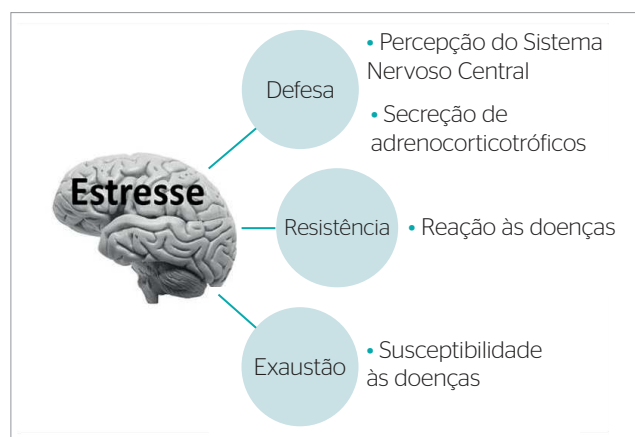 Estresse
Defesa
• Percepção do Sistema
Nervoso Central
• Secreção de
adrenocorticotróficos
Resistência
• Reação às doenças
Exaustão
• Susceptibilidade
às doenças